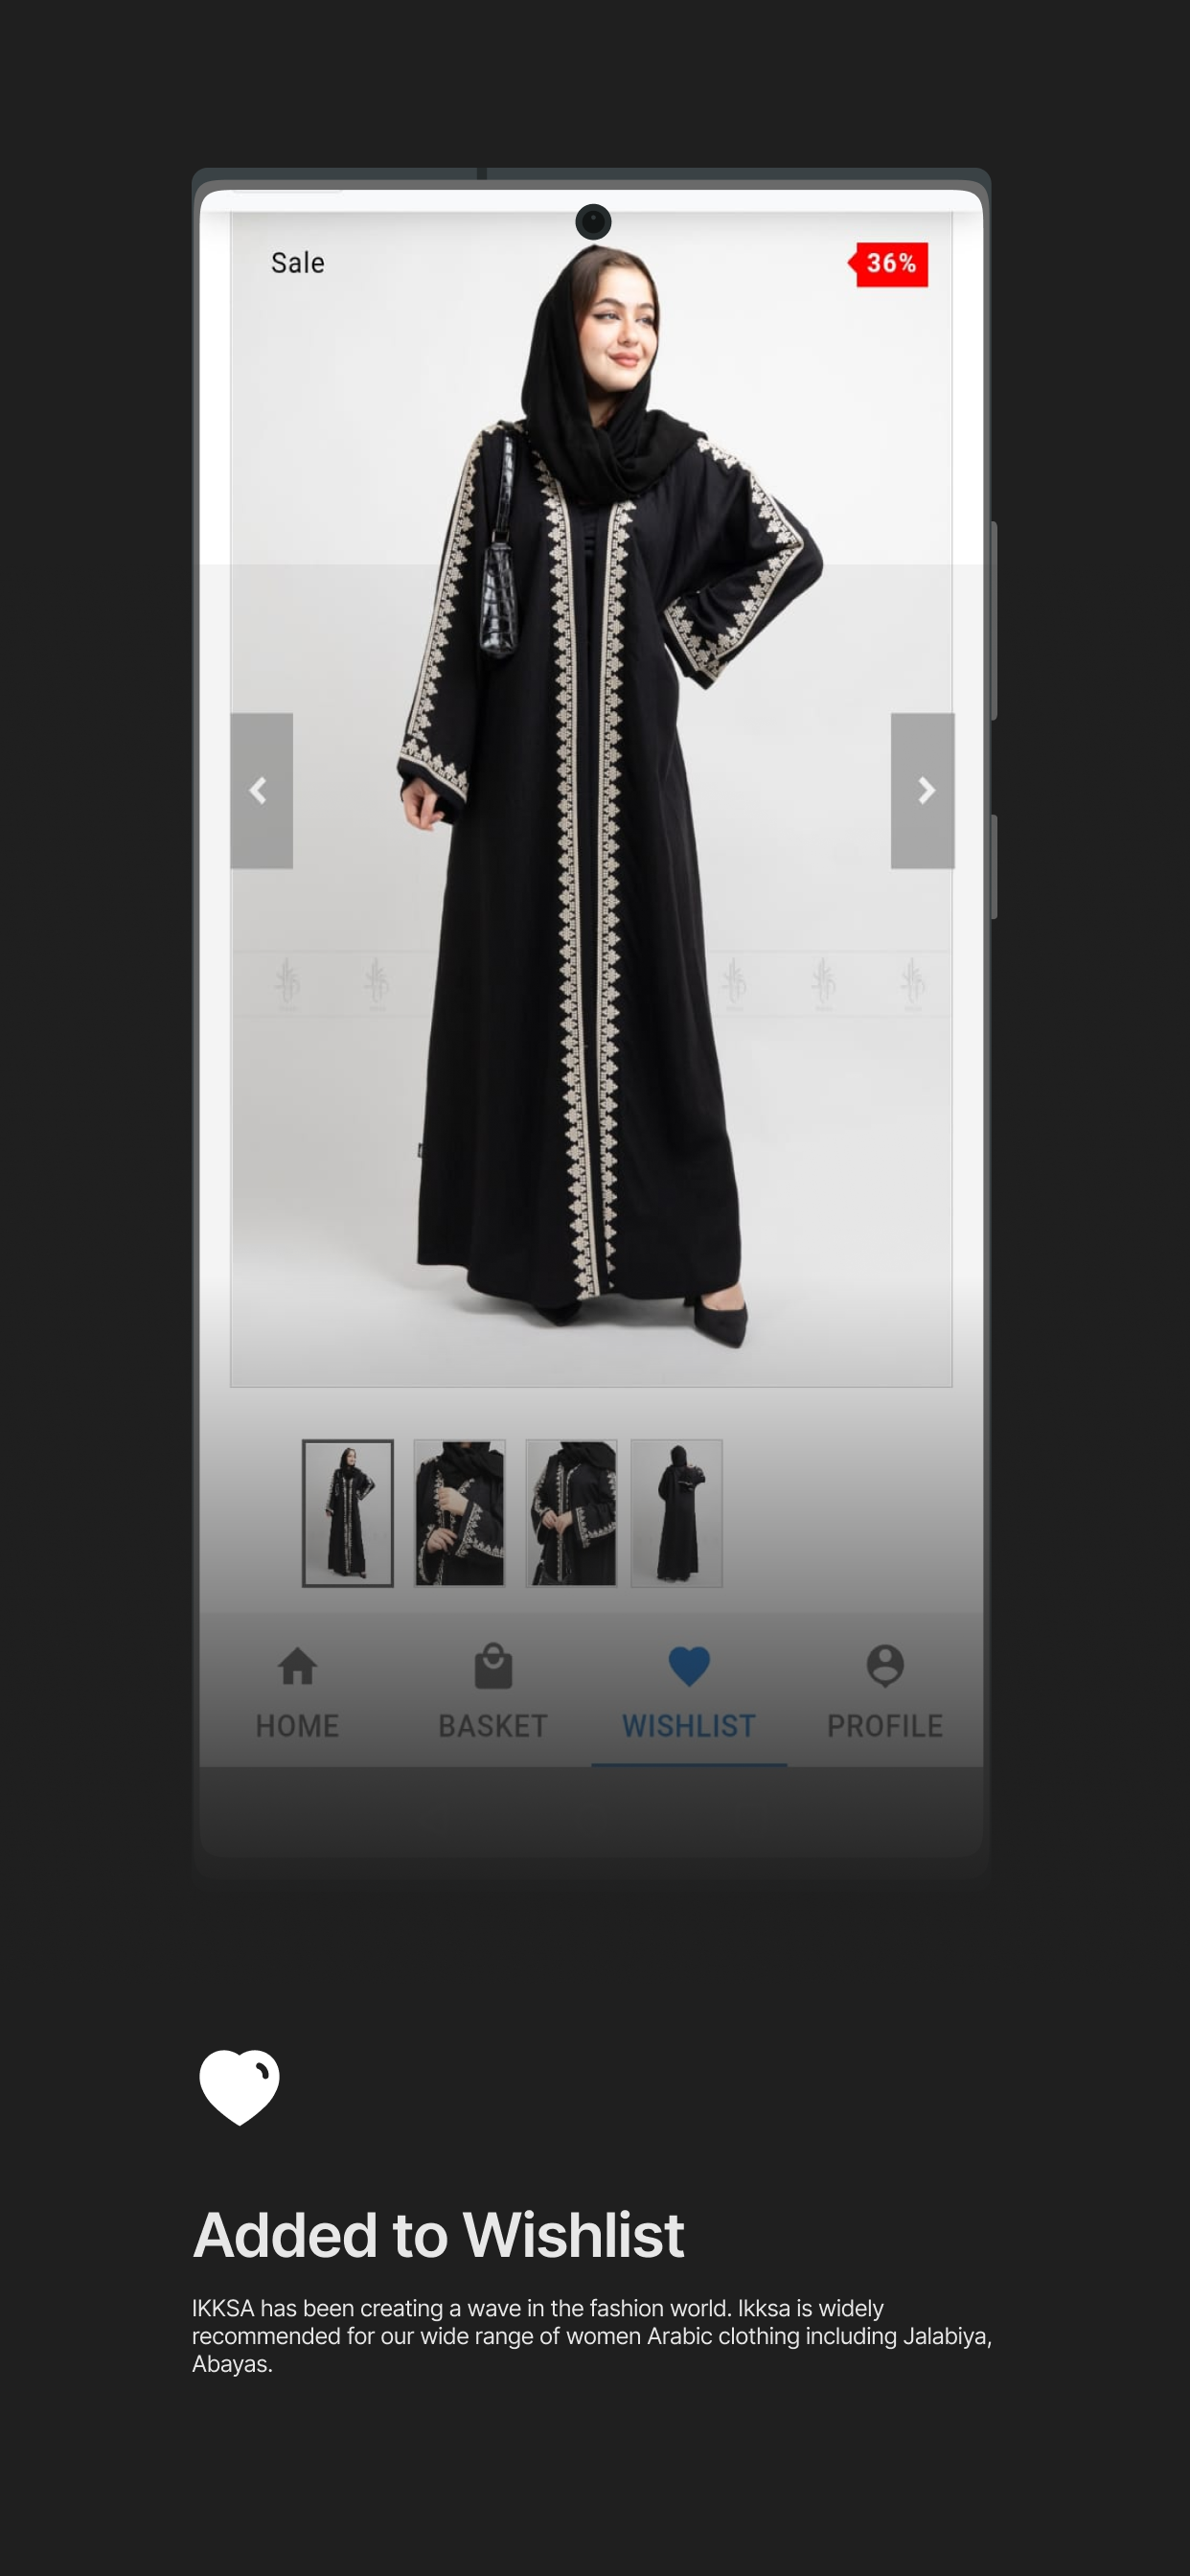 Sale
36%
HOME
BASKET
WISHLIST
PROFILE
Added to Wishlist
IKKSA has been creating a wave in the fashion world. Ikksa is widely
recommended for our wide range of women Arabic clothing including Jalabiya,
Abayas.